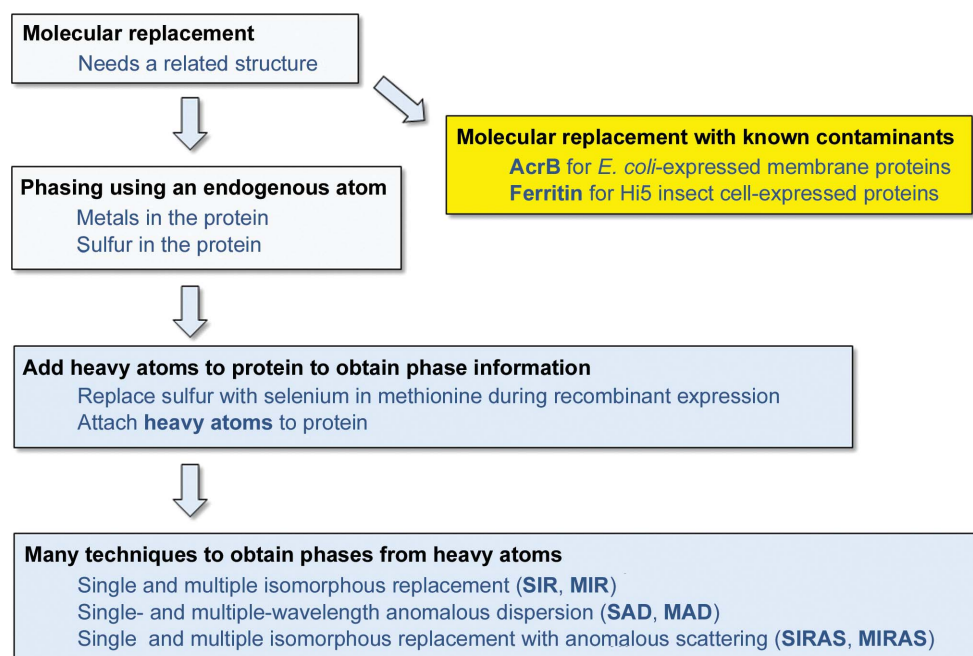 Molecular replacement
Needs a related structure
Molecular replacement with known contaminants
AcrB for E. coli-expressed membrane proteins
Ferritin for Hi5 insect cell-expressed proteins
Phasing using an endogenous atom
Metals in the protein
Sulfur in the protein
Add heavy atoms to protein to obtain phase information
Replace sulfur with selenium in methionine during recombinant expression
Attach heavy atoms to protein
Many techniques to obtain phases from heavy atoms
Single and multiple isomorphous replacement (SIR, MIR)
Single- and multiple-wavelength anomalous dispersion (SAD, MAD)
Single and multiple isomorphous replacement with anomalous scattering (SIRAS, MIRAS)